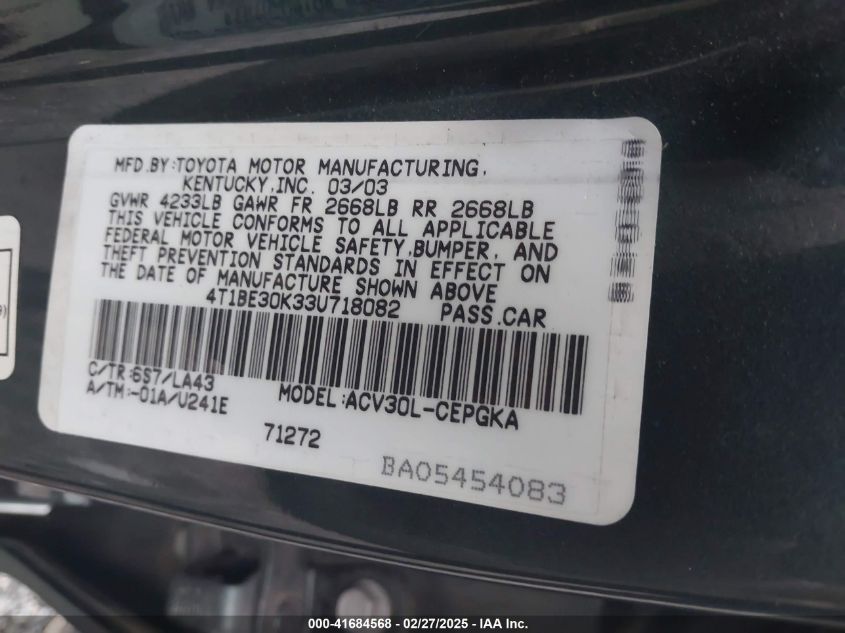 MFD.BY:TOYOTA MOTOR MANUFACTURING,
KENTUCKY,INC. 03/03
GVWR 4233LB GAWR FR 2668LB RR 2668LB
THIS VEHICLE CONFORMS TO ALL APPLICABLE
FEDERAL MOTOR VEHICLE SAFETY,BUMPER, AND
THEFT PREVENTION STANDARDS IN EFFECT ON
THE DATE OF MANUFACTURE SHOWN ABOVE
4T1BE30K33U718082 PASS.CAR
C/TR:6S7/LA43
A/TM:-01A/U241E
MODEL:ACV30L-CEPGKA
71272
BA05454083
000-41684568 - 02/27/2025 - IAA Inc.